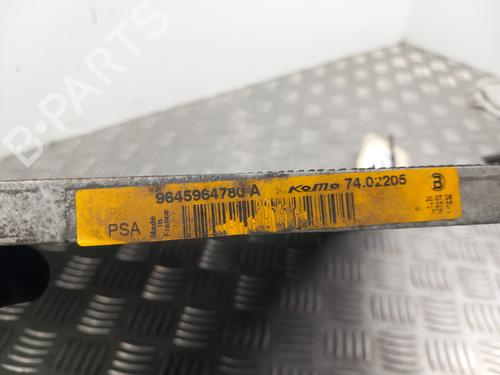 B-PARTS
9645964780 A KoMo 74.02205
PSA Made in France